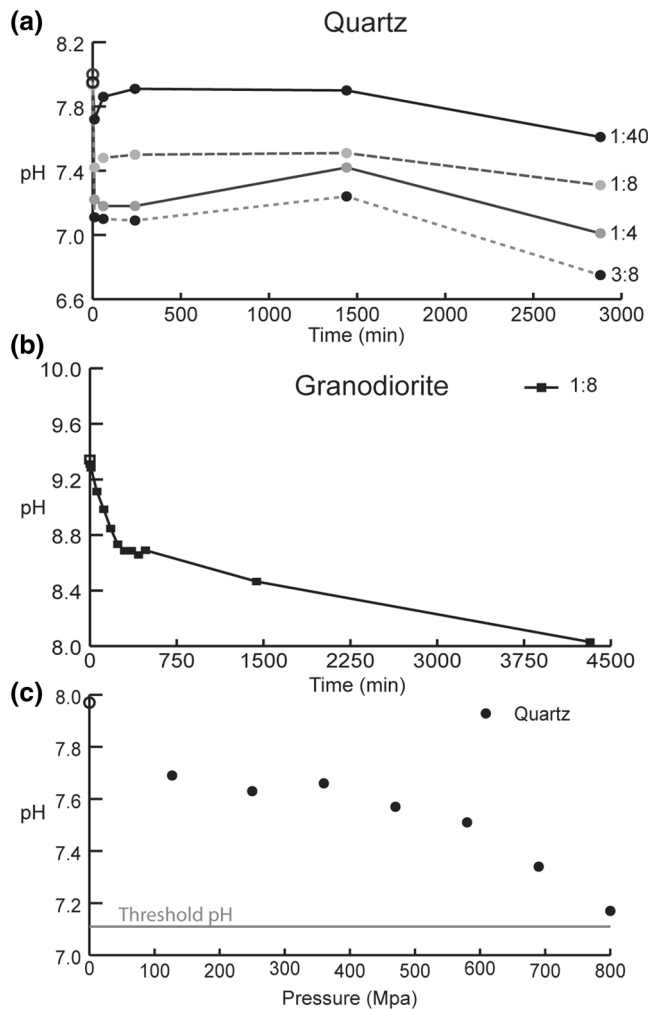 (a) Quartz
8.2
7.8
7.4
pH
7.0
6.6
1:40
1:8
1:4
3:8
0 500 1000 1500 2000 2500 3000
Time (min)
(b)
Granodiorite 1:8
10.0
9.6
9.2
pH
8.8
8.4
8.0
0 750 1500 2250 3000 3750 4500
Time (min)
(c)
8.0
Quartz
7.8
pH
7.6
7.4
7.2
Threshold pH
7.0
0 100 200 300 400 500 600 700 800
Pressure (Mpa)